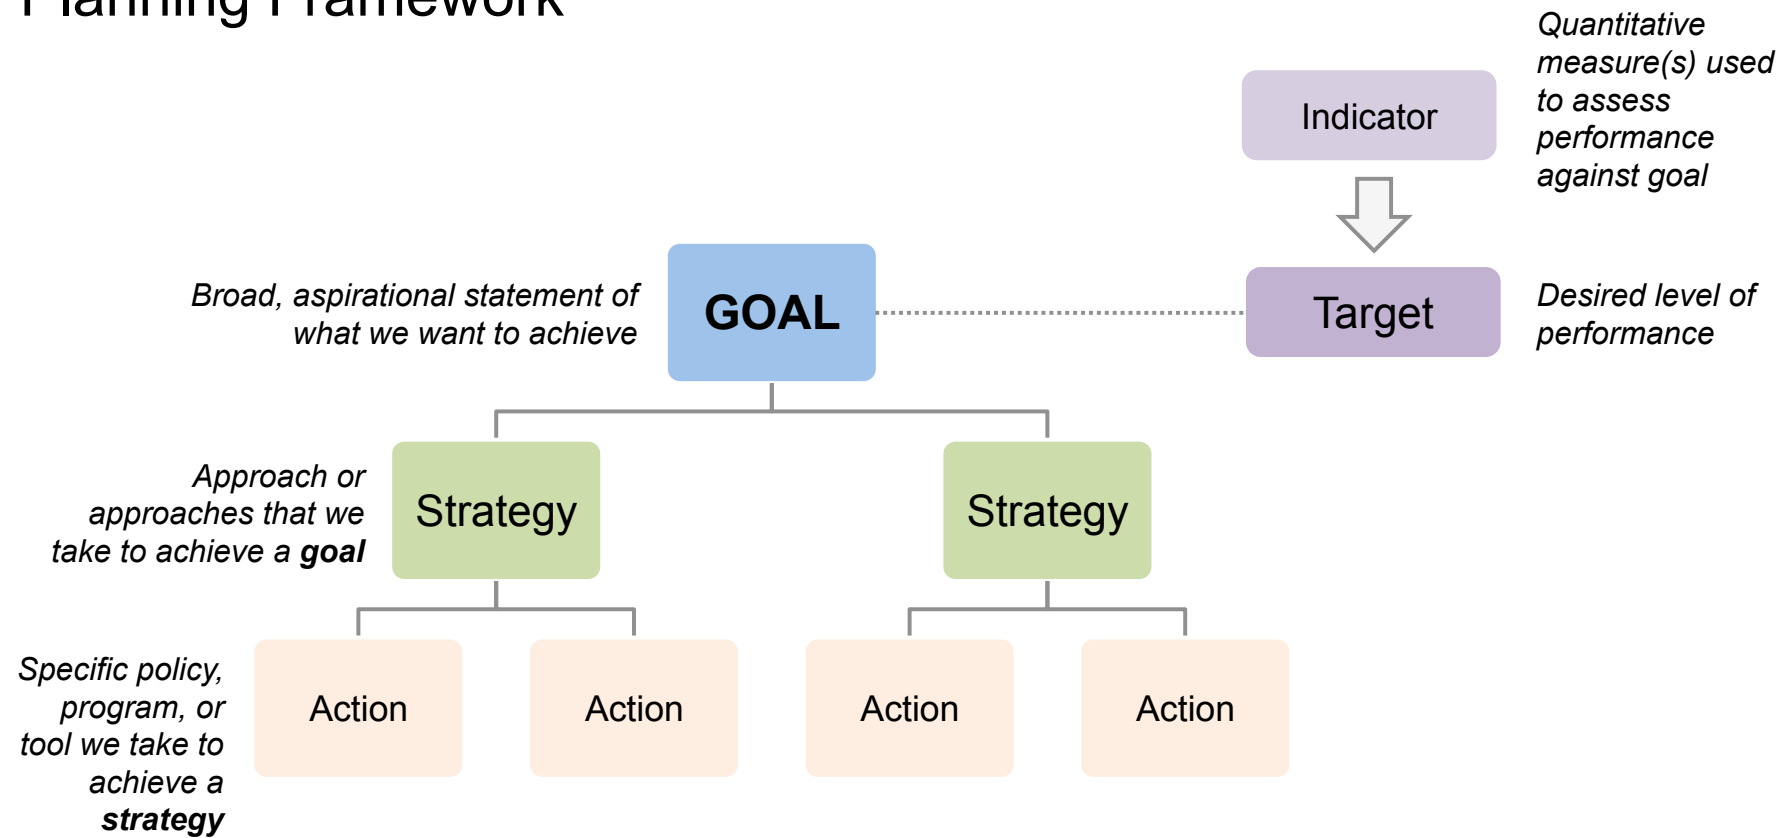 Planning Framework
Quantitative
measure(s) used
to assess
performance
against goal
Indicator
Broad, aspirational statement of
what we want to achieve
GOAL
Target
Desired level of
performance
Approach or
approaches that we
take to achieve a goal
Strategy
Strategy
Specific policy,
program, or
tool we take to
achieve a
strategy
Action
Action
Action
Action